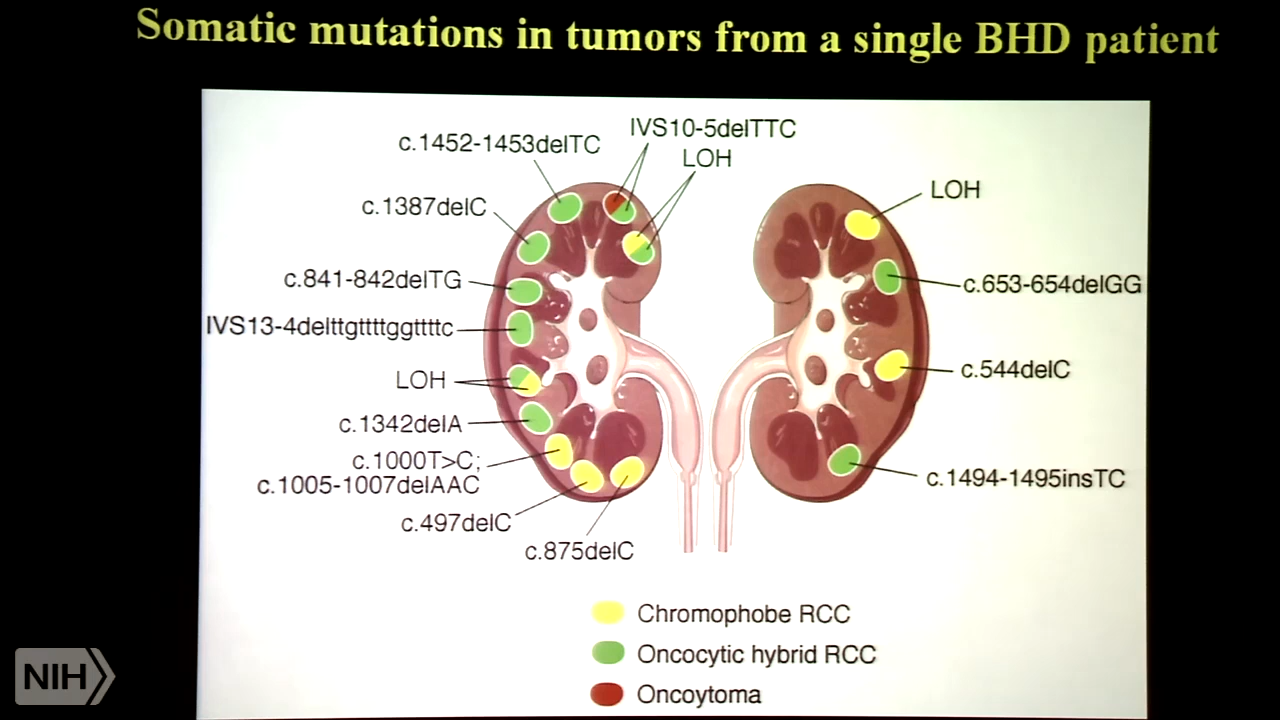 Somatic mutations in tumors from a single BHD patient
IVS10-5delTTC
c.1452-1453delTC
LOH
LOH
c.1387delC
c.841-842delTG
c.653-654delGG
IVS13-4delttgttttggttttc
LOH
c.544delC
c.1342delA
c.1000T>C;
c.1005-1007delAAC
c.1494-1495insTC
c.497delC
c.875delC
Chromophobe RCC
Oncocytic hybrid RCC
Oncoytoma
NIH